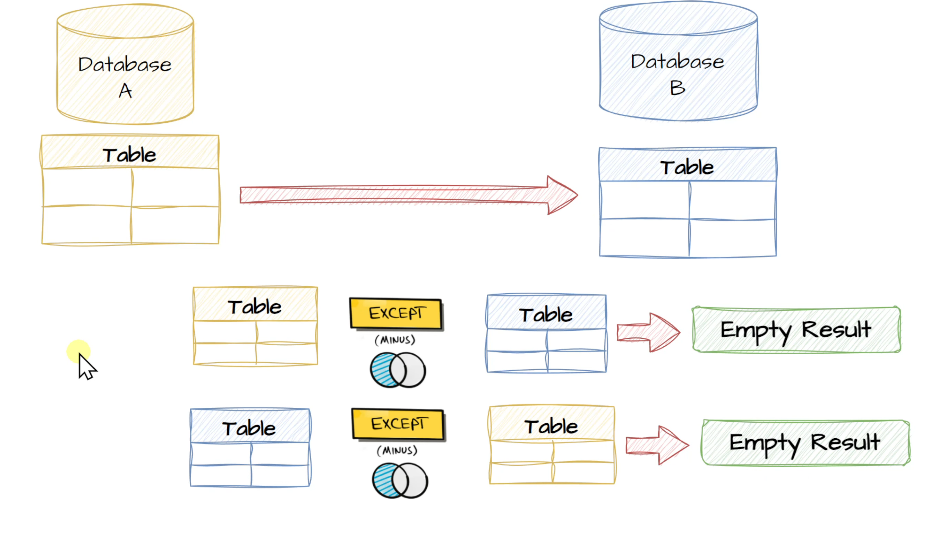 Database
A
Database
B
Table
Table
Table
EXCEPT
(MINUS)
Table
Empty Result
Table
EXCEPT
(MINUS)
Table
Empty Result